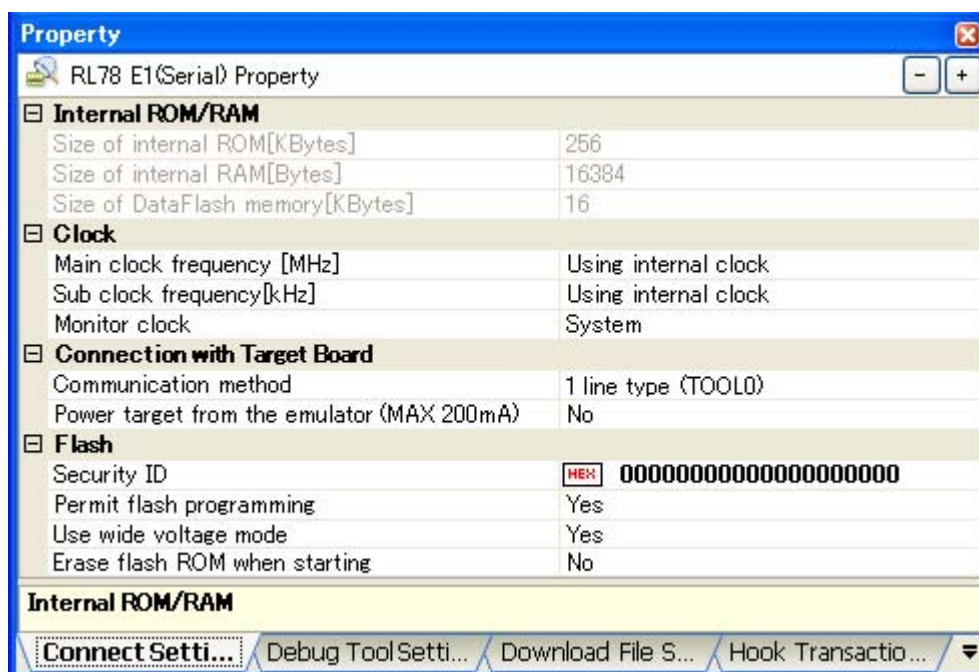 Property
RL78 E1(Serial) Property
Internal ROM/RAM
Size of internal ROM[KBytes] 256
Size of internal RAM[Bytes] 16384
Size of DataFlash memory[KBytes] 16
Clock
Main clock frequency [MHz] Using internal clock
Sub clock frequency[kHz] Using internal clock
Monitor clock System
Connection with Target Board
Communication method 1 line type (TOOL0)
Power target from the emulator (MAX 200mA) No
Flash
Security ID HEX 00000000000000000000
Permit flash programming Yes
Use wide voltage mode Yes
Erase flash ROM when starting No
Internal ROM/RAM
Connect Setti... Debug Tool Setti... Download File S... Hook Transactio...